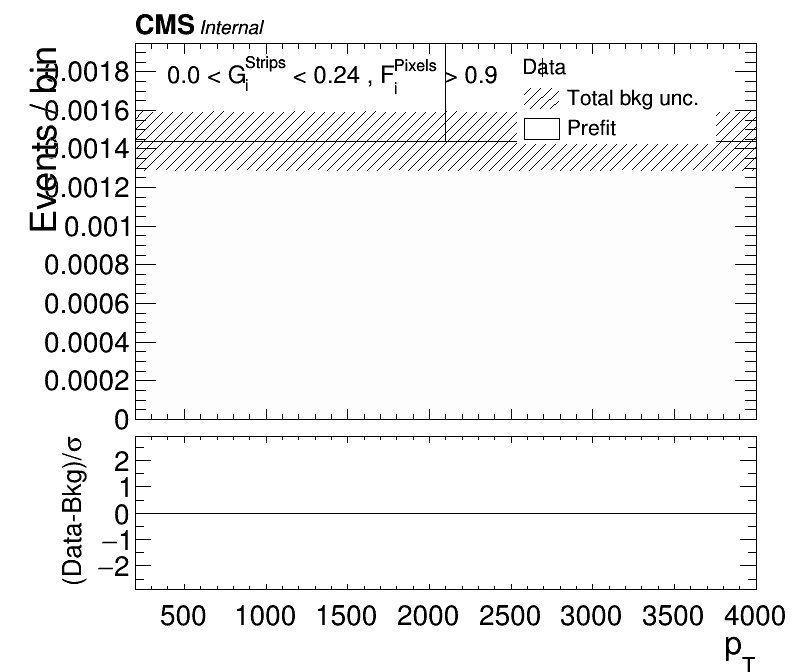 CMS Internal
Events / bin
0.0 < G_i^Strips < 0.24 , F_i^Pixels > 0.9
Data
Total bkg unc.
Prefit
0.0018
0.0016
0.0014
0.0012
0.001
0.0008
0.0006
0.0004
0.0002
0
(Data-Bkg)/σ
2
1
0
−1
−2
500 1000 1500 2000 2500 3000 3500 4000
p_T